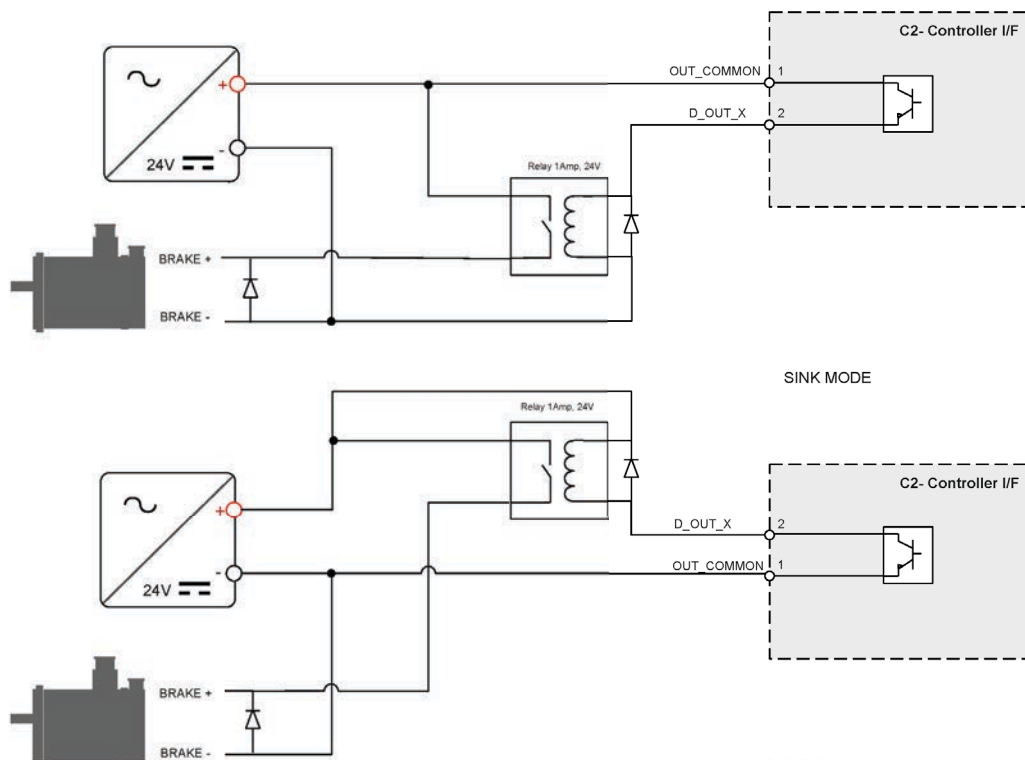 C2- Controller I/F
OUT_COMMON 1
D_OUT_X 2
+
-
24V
Relay 1Amp, 24V
BRAKE +
BRAKE -
SINK MODE
Relay 1Amp, 24V
C2- Controller I/F
+
D_OUT_X 2
OUT_COMMON 1
-
24V
BRAKE +
BRAKE -